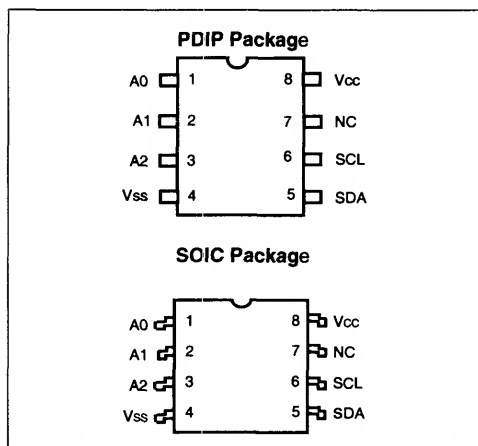 PDIP Package
A0 1 8 Vcc
A1 2 7 NC
A2 3 6 SCL
Vss 4 5 SDA
SOIC Package
A0 1 8 Vcc
A1 2 7 NC
A2 3 6 SCL
Vss 4 5 SDA